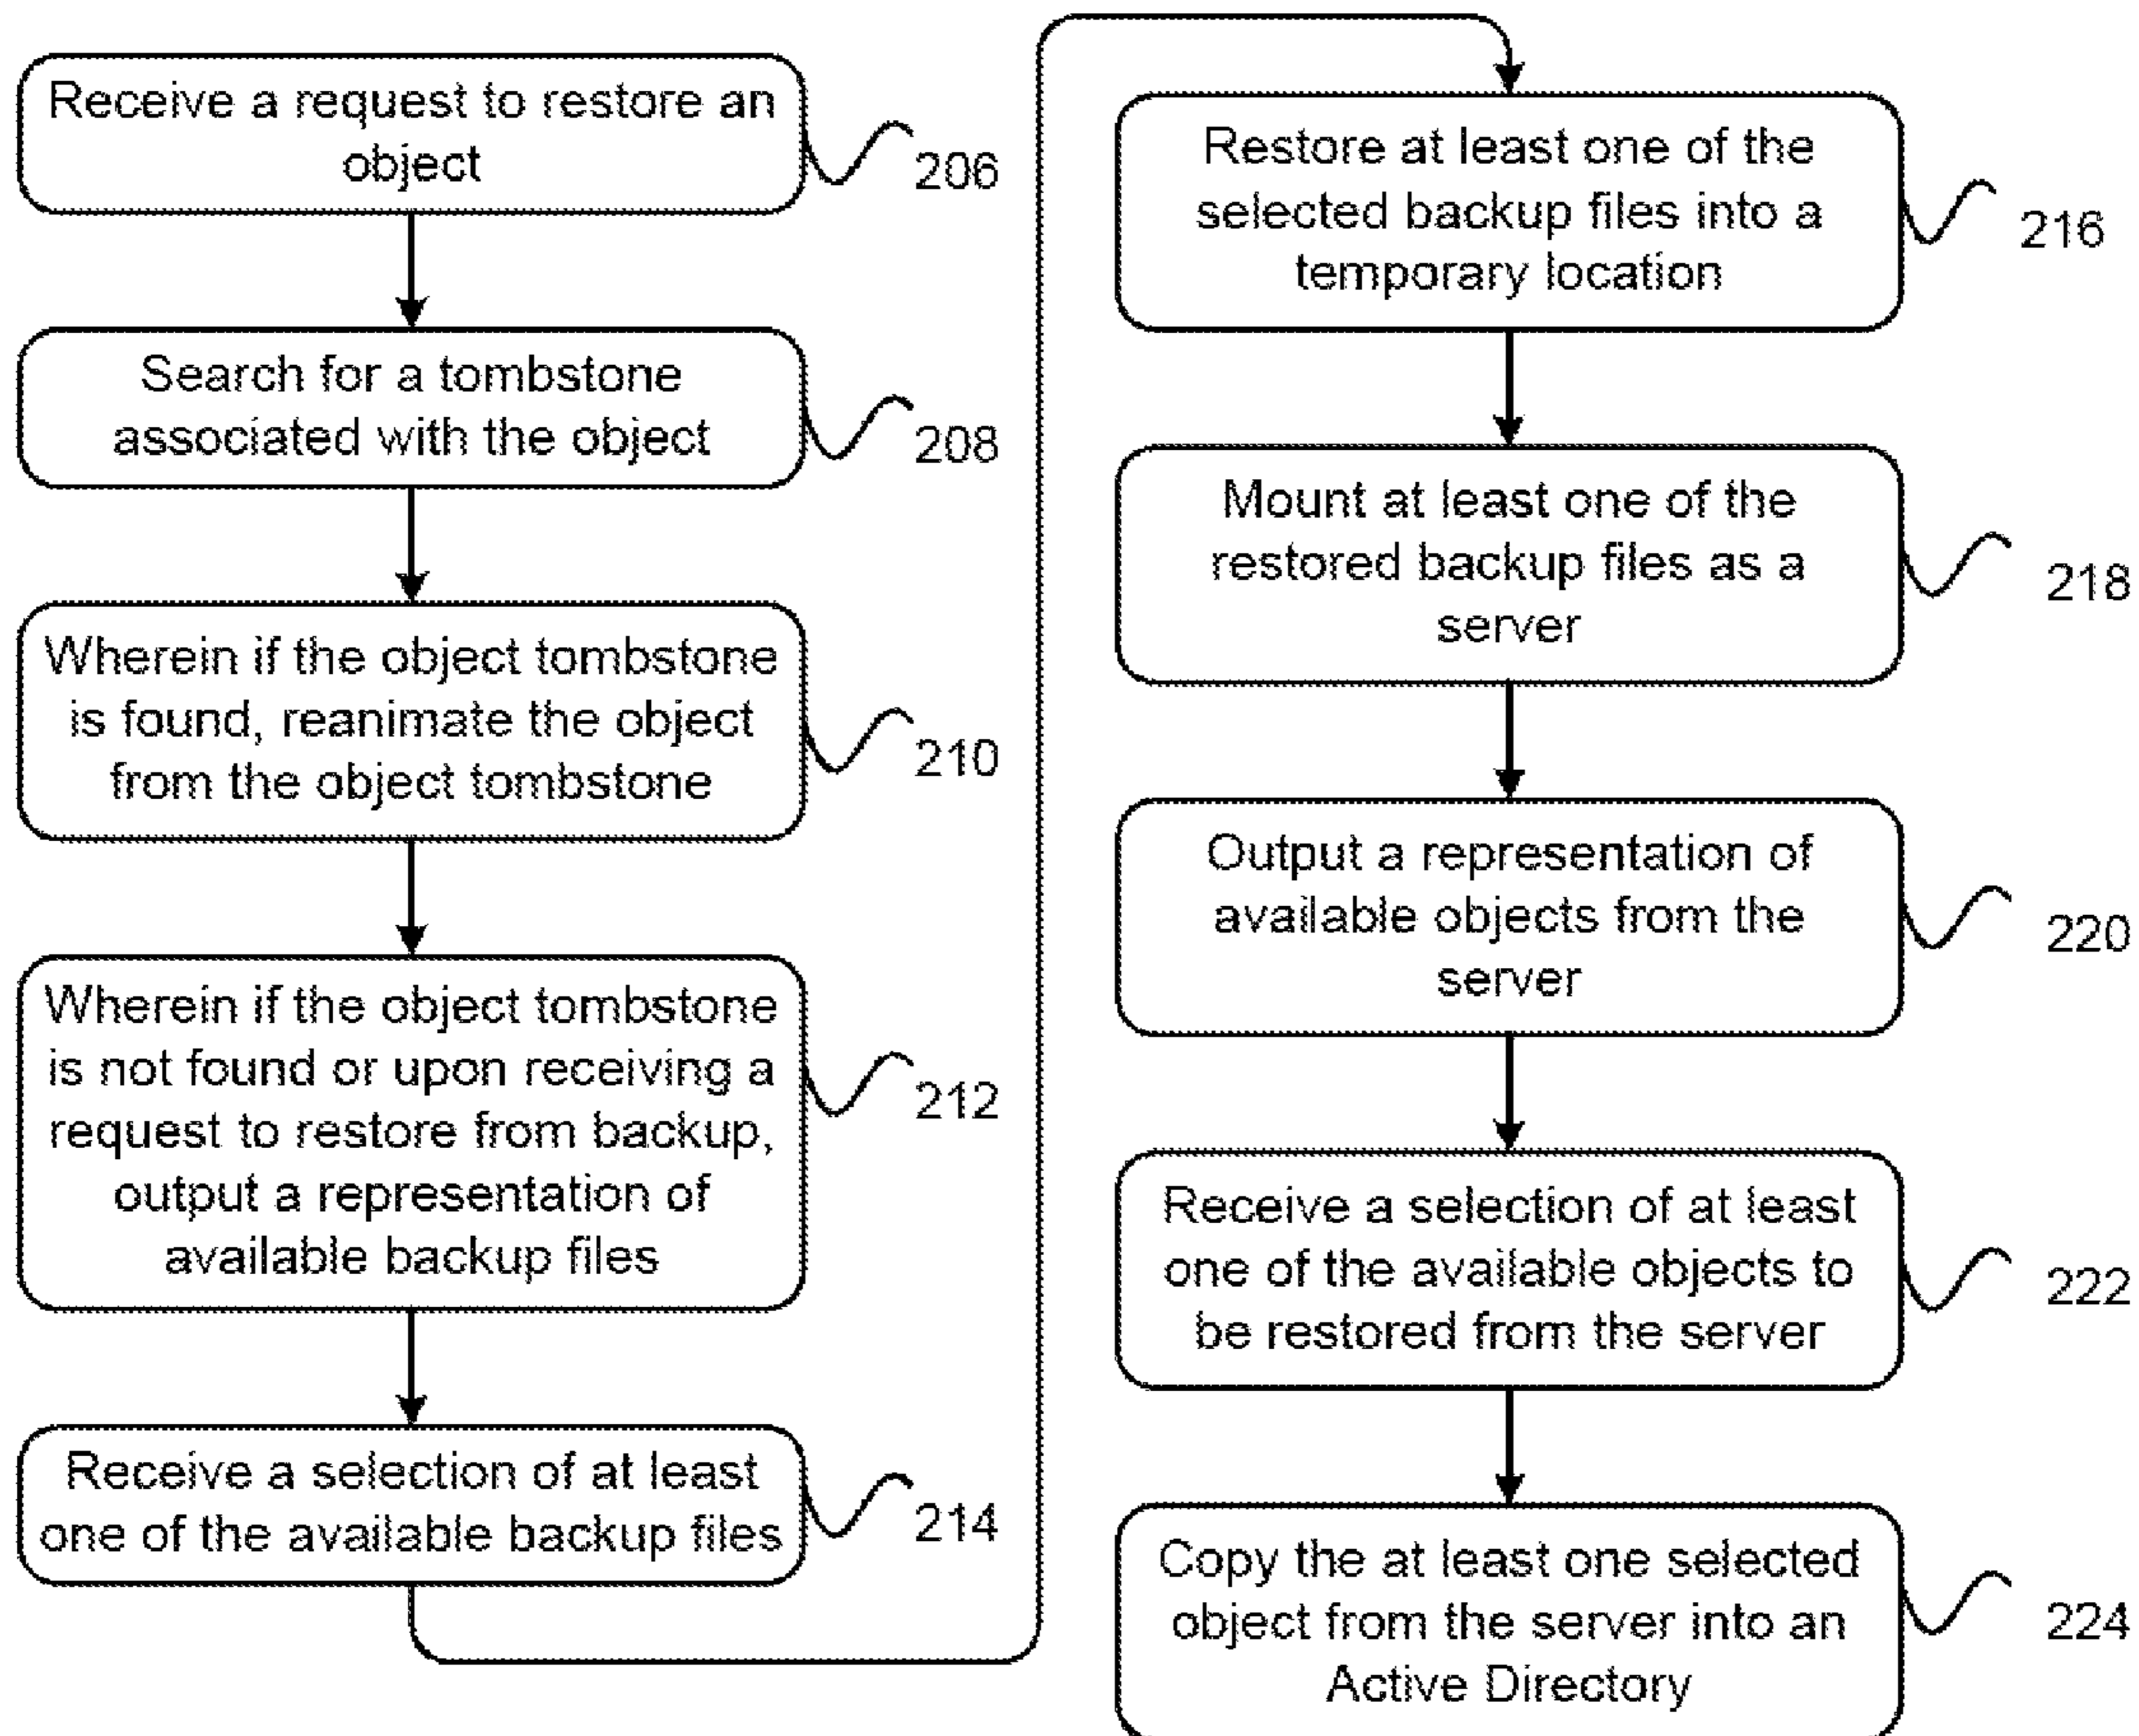 Receive a request to restore an
object
206
Search for a tombstone
associated with the object
208
Wherein if the object tombstone
is found, reanimate the object
from the object tombstone
210
Wherein if the object tombstone
is not found or upon receiving a
request to restore from backup,
output a representation of
available backup files
212
Receive a selection of at least
one of the available backup files
214
Restore at least one of the
selected backup files into a
temporary location
216
Mount at least one of the
restored backup files as a
server
218
Output a representation of
available objects from the
server
220
Receive a selection of at least
one of the available objects to
be restored from the server
222
Copy the at least one selected
object from the server into an
Active Directory
224